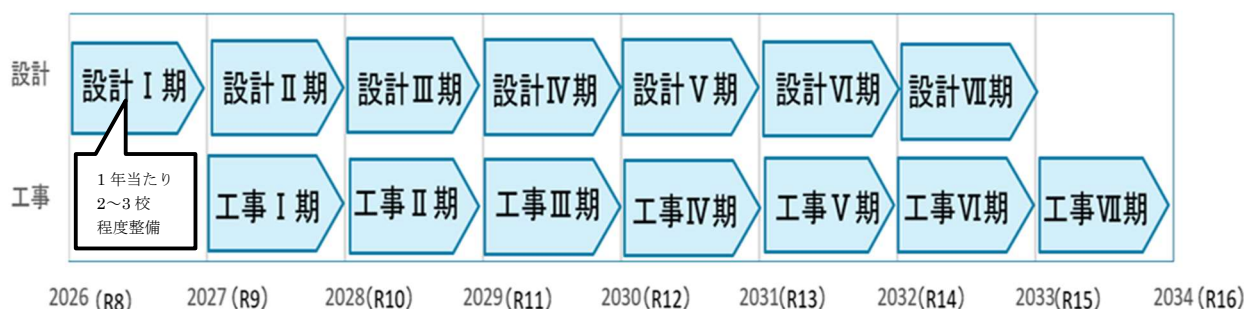 設計
設計Ⅰ期
設計Ⅱ期
設計Ⅲ期
設計Ⅳ期
設計Ⅴ期
設計Ⅵ期
設計Ⅶ期
1年当たり
2~3校
程度整備
工事
工事Ⅰ期
工事Ⅱ期
工事Ⅲ期
工事Ⅳ期
工事Ⅴ期
工事Ⅵ期
工事Ⅶ期
2026 (R8) 2027 (R9) 2028(R10) 2029(R11) 2030(R12) 2031(R13) 2032(R14) 2033(R15) 2034 (R16)